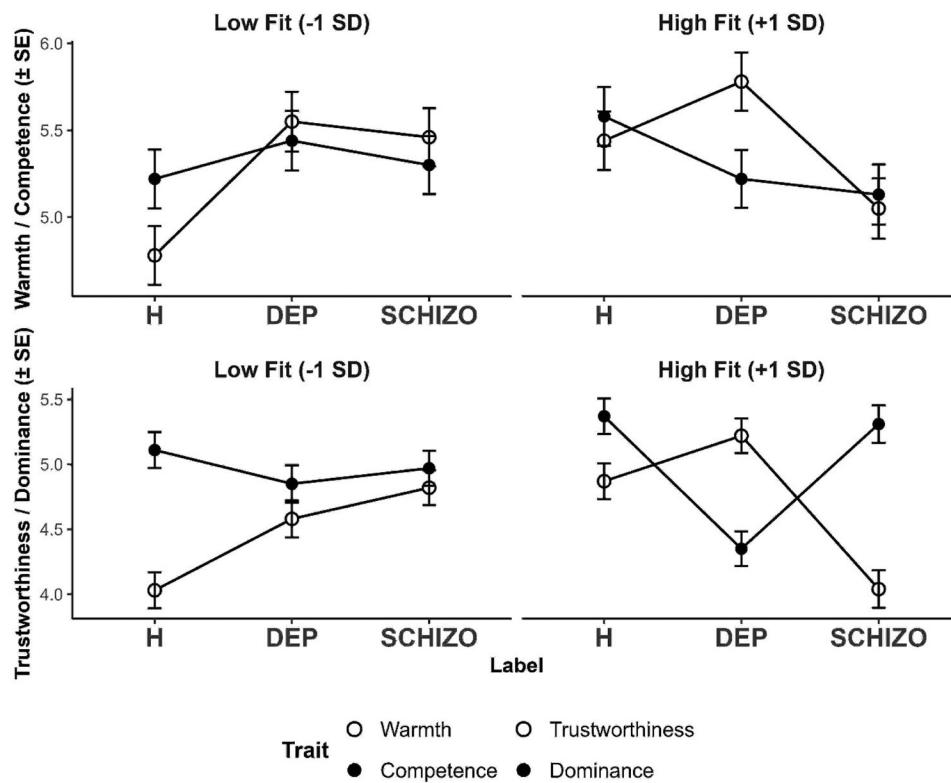 Low Fit (-1 SD)
High Fit (+1 SD)
Warmth / Competence (± SE)
6.0
5.5
5.0
H
DEP
SCHIZO
H
DEP
SCHIZO
Low Fit (-1 SD)
High Fit (+1 SD)
Trustworthiness / Dominance (± SE)
5.5
5.0
4.5
4.0
H
DEP
SCHIZO
H
DEP
SCHIZO
Label
Trait
Warmth
Trustworthiness
Competence
Dominance